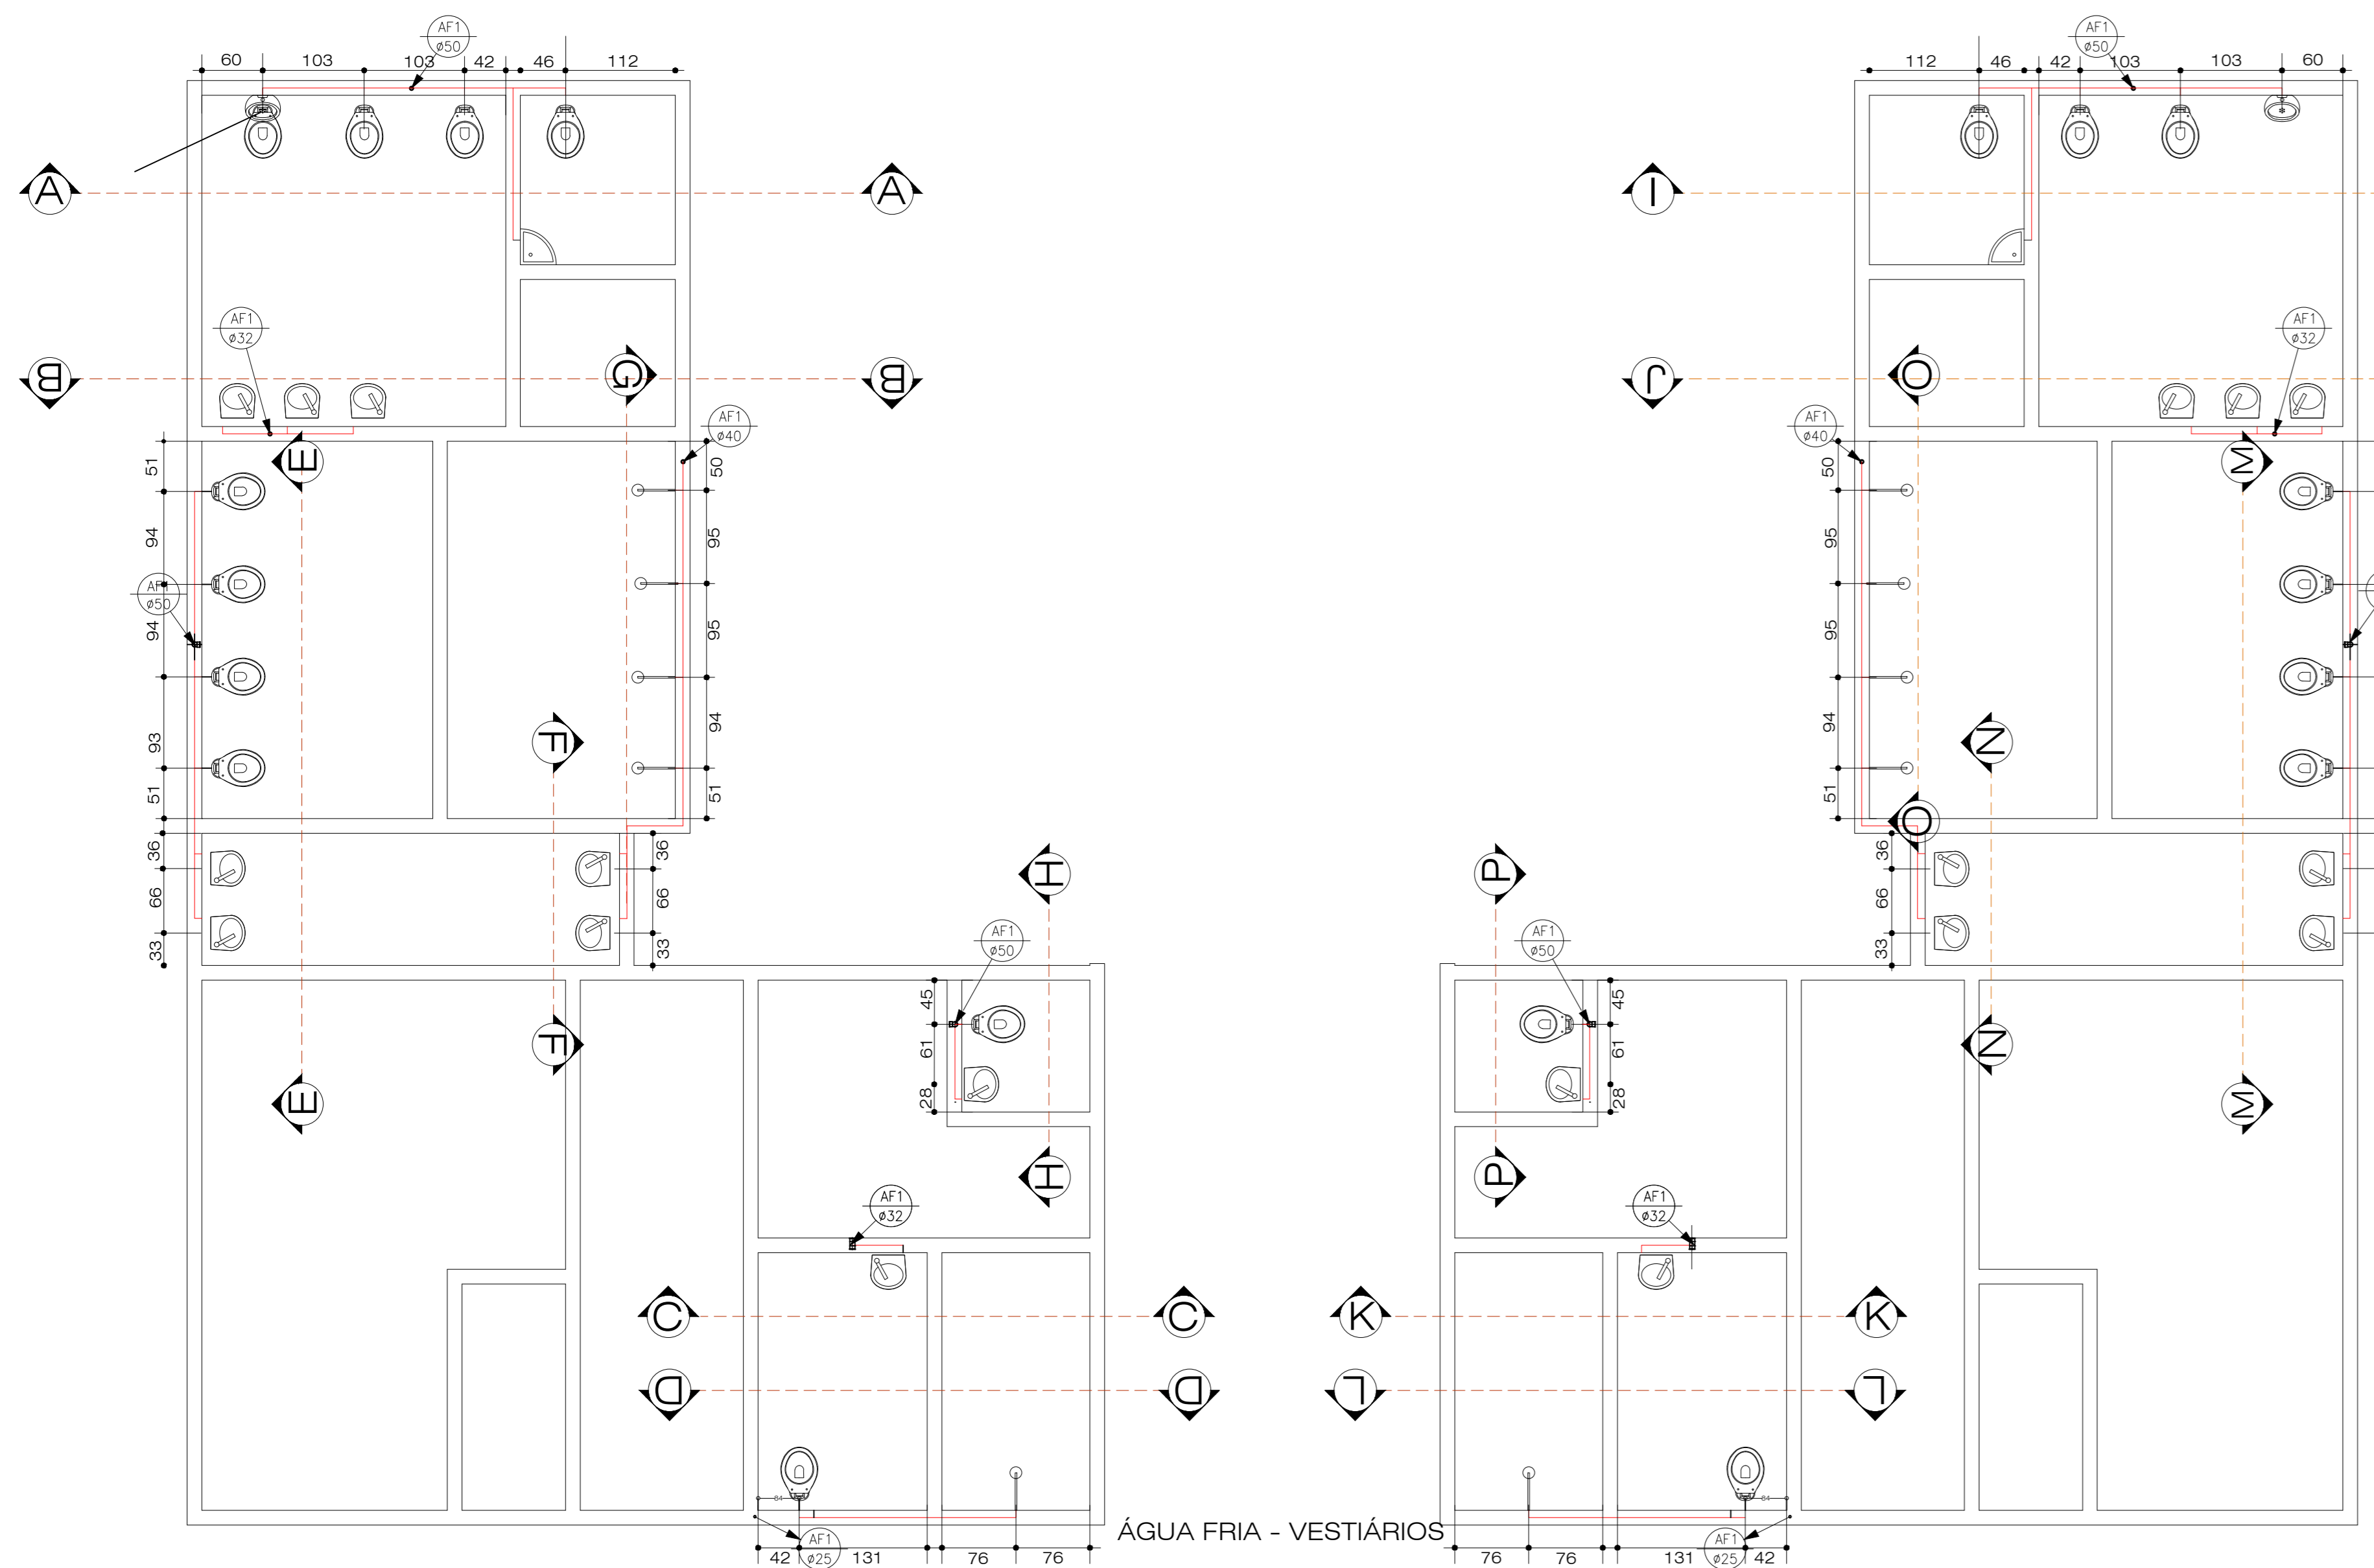 AF1
ø50
AF1
ø50
60 103 103 42 46 112
112 46 42 103 103 60
A A I
AF1
ø32
AF1
ø32
B G B J O
AF1
ø40
AF1
ø40
E M
51 50 50
94 95 95
AF1
ø50
94 95 95
F N
93 94 94
51 51 51
O
36 36 36
H P
66 66 66
33 33 33
AF1
ø50
AF1
ø50
45 45
F N
61 61
28 28
E M
H P
AF1
ø32
AF1
ø32
C C K K
D D L L
84 84
ÁGUA FRIA - VESTIÁRIOS
AF1
ø25
AF1
ø25
42 131 76 76
76 76 131 42